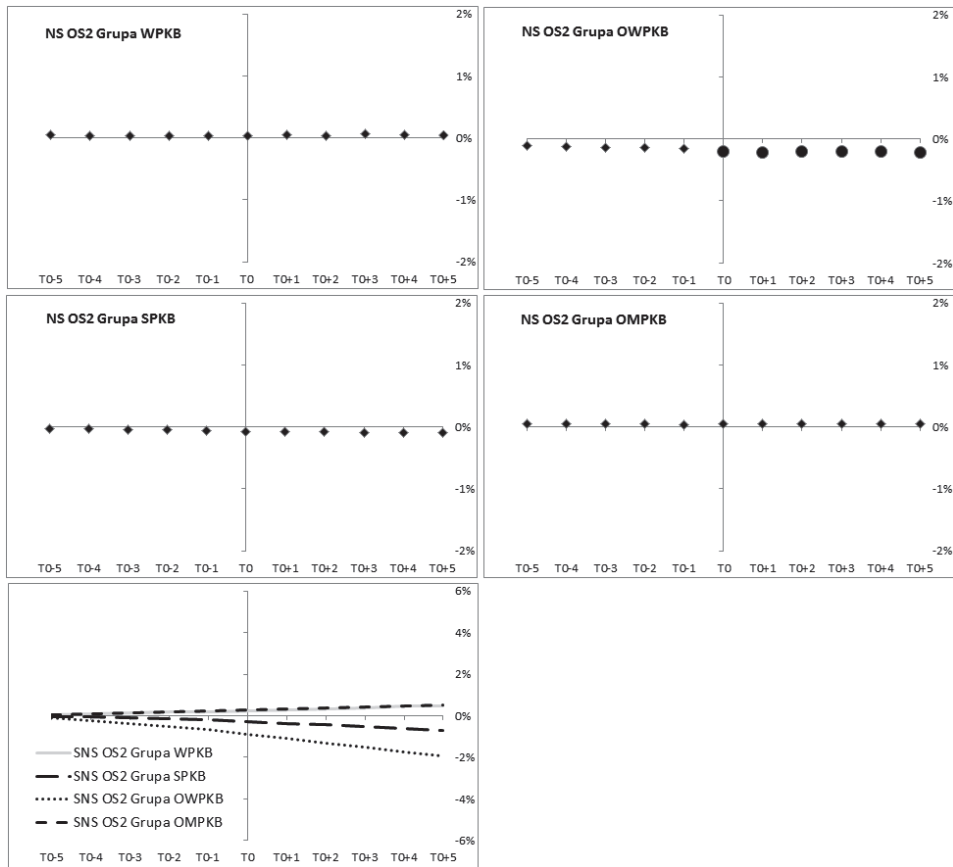 NS OS2 Grupa WPKB
2%
1%
0%
-1%
-2%
T0-5 T0-4 T0-3 T0-2 T0-1 T0 T0+1 T0+2 T0+3 T0+4 T0+5
NS OS2 Grupa OWPKB
2%
1%
0%
-1%
-2%
T0-5 T0-4 T0-3 T0-2 T0-1 T0 T0+1 T0+2 T0+3 T0+4 T0+5
NS OS2 Grupa SPKB
2%
1%
0%
-1%
-2%
T0-5 T0-4 T0-3 T0-2 T0-1 T0 T0+1 T0+2 T0+3 T0+4 T0+5
NS OS2 Grupa OMPKB
2%
1%
0%
-1%
-2%
T0-5 T0-4 T0-3 T0-2 T0-1 T0 T0+1 T0+2 T0+3 T0+4 T0+5
6%
4%
2%
0%
-2%
-4%
-6%
SNS OS2 Grupa WPKB
SNS OS2 Grupa SPKB
SNS OS2 Grupa OWPKB
SNS OS2 Grupa OMPKB
T0-5 T0-4 T0-3 T0-2 T0-1 T0 T0+1 T0+2 T0+3 T0+4 T0+5